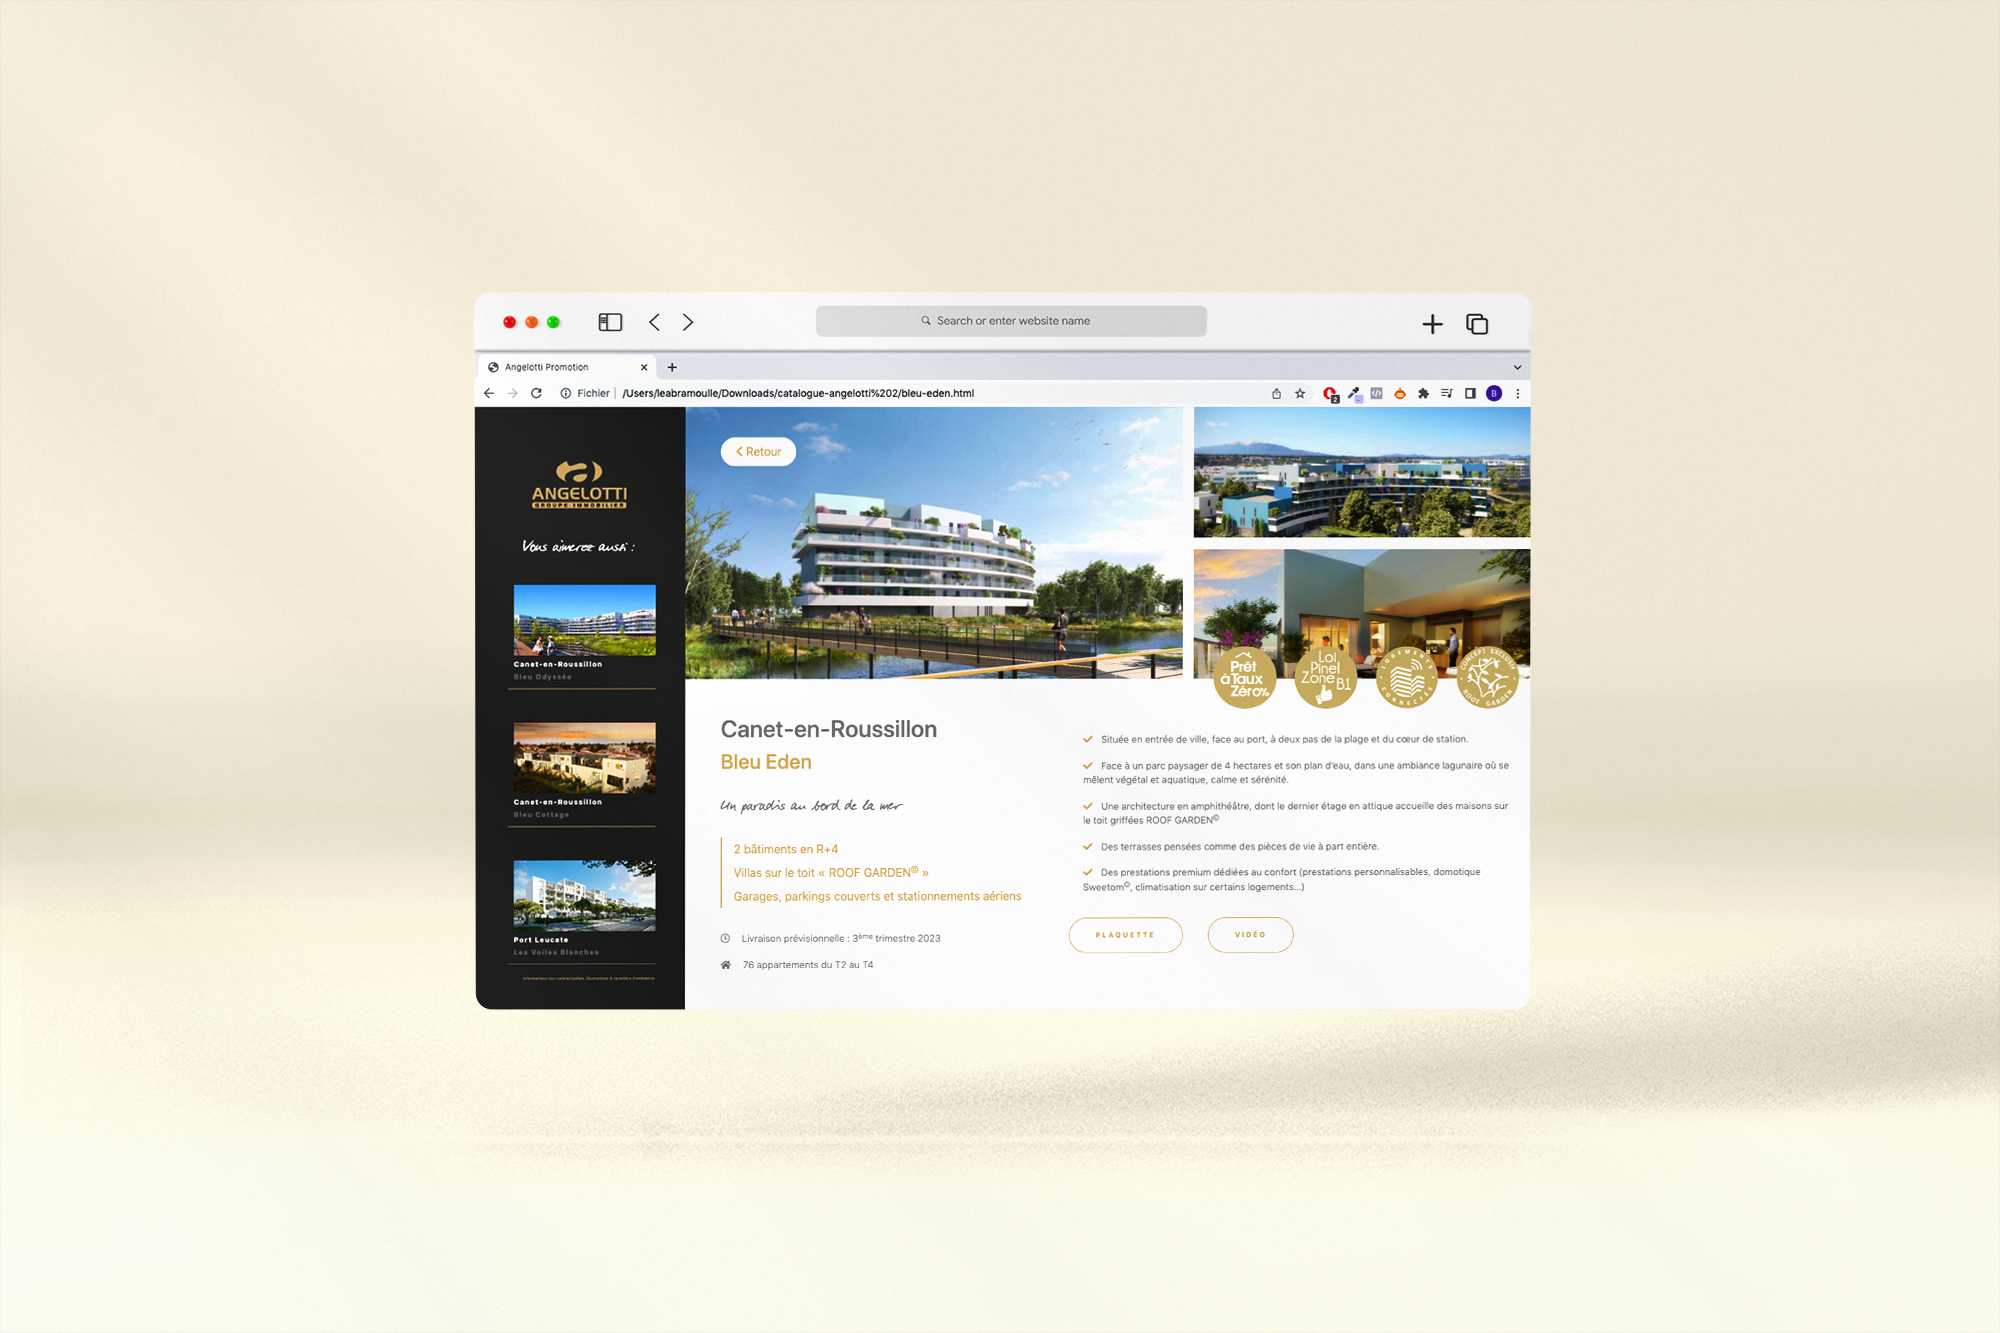 Search or enter website name
Angelotti Promotion
Fichier
/Users/leabramoulle/Downloads/catalogue-angelotti%202/bleu-eden.html
2
B
ANGELOTTI
GROUPE IMMOBILIER
Vous aimerez aussi :
Canet-en-Roussillon
Bleu Odyssée
Canet-en-Roussillon
Bleu Cottage
Port Leucate
Les Voiles Blanches
Informations non contractuelles, illustrations à caractère d'ambiance.
Retour
Prêt
à Taux
Zéro%
Loi
Pinel
Zone B1
LOGEMENTS
CONNECTÉS
CONCEPT EXCLUSIF
ROOF GARDEN
Canet-en-Roussillon
Bleu Eden
Un paradis au bord de la mer
2 bâtiments en R+4
Villas sur le toit « ROOF GARDEN© »
Garages, parkings couverts et stationnements aériens
Livraison prévisionnelle : 3ème trimestre 2023
76 appartements du T2 au T4
Située en entrée de ville, face au port, à deux pas de la plage et du cœur de station.
Face à un parc paysager de 4 hectares et son plan d'eau, dans une ambiance lagunaire où se
mêlent végétal et aquatique, calme et sérénité.
Une architecture en amphithéâtre, dont le dernier étage en attique accueille des maisons sur
le toit griffées ROOF GARDEN©
Des terrasses pensées comme des pièces de vie à part entière.
Des prestations premium dédiées au confort (prestations personnalisables, domotique
Sweetom©, climatisation sur certains logements...)
PLAQUETTE
VIDÉO